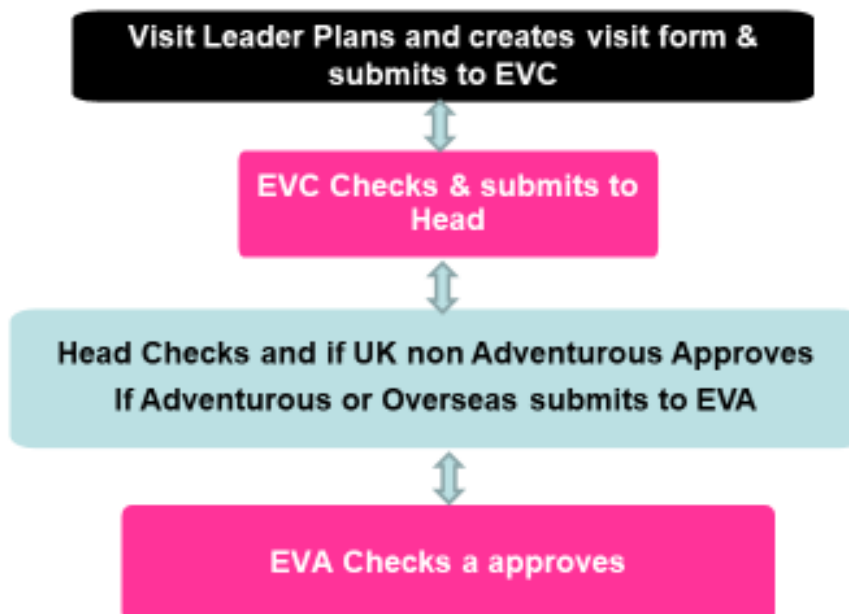 Visit Leader Plans and creates visit form &
submits to EVC
EVC Checks & submits to
Head
Head Checks and if UK non Adventurous Approves
If Adventurous or Overseas submits to EVA
EVA Checks a approves